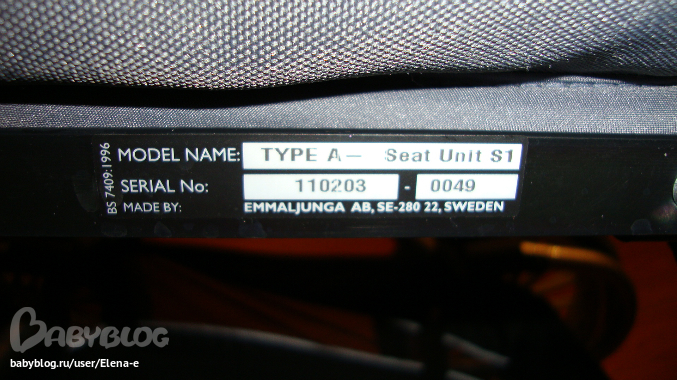 BS 7409:1996
MODEL NAME: TYPE A— Seat Unit S1
SERIAL No: 110203 - 0049
MADE BY: EMMALJUNGA AB, SE-280 22, SWEDEN
BABYBLOG
babyblog.ru/user/Elena-e